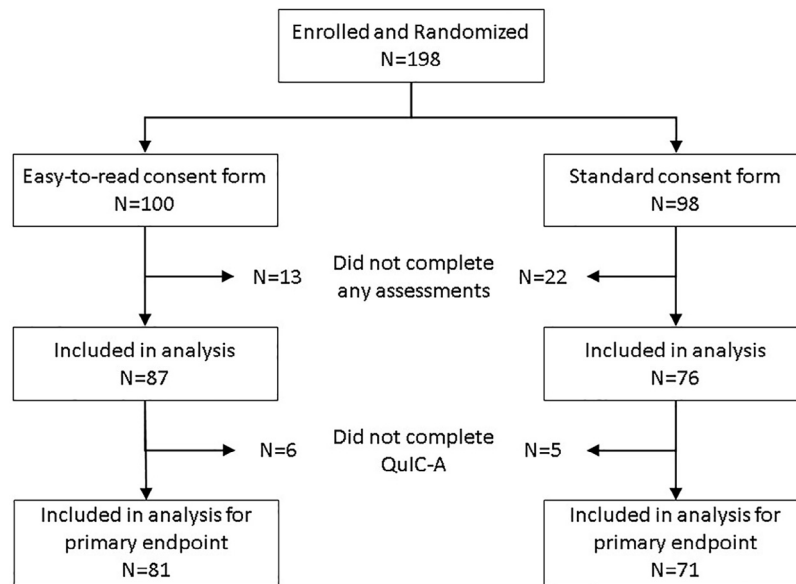 Enrolled and Randomized
N=198
Easy-to-read consent form
N=100
Standard consent form
N=98
N=13
Did not complete
any assessments
N=22
Included in analysis
N=87
Included in analysis
N=76
N=6
Did not complete
QuIC-A
N=5
Included in analysis for
primary endpoint
N=81
Included in analysis for
primary endpoint
N=71